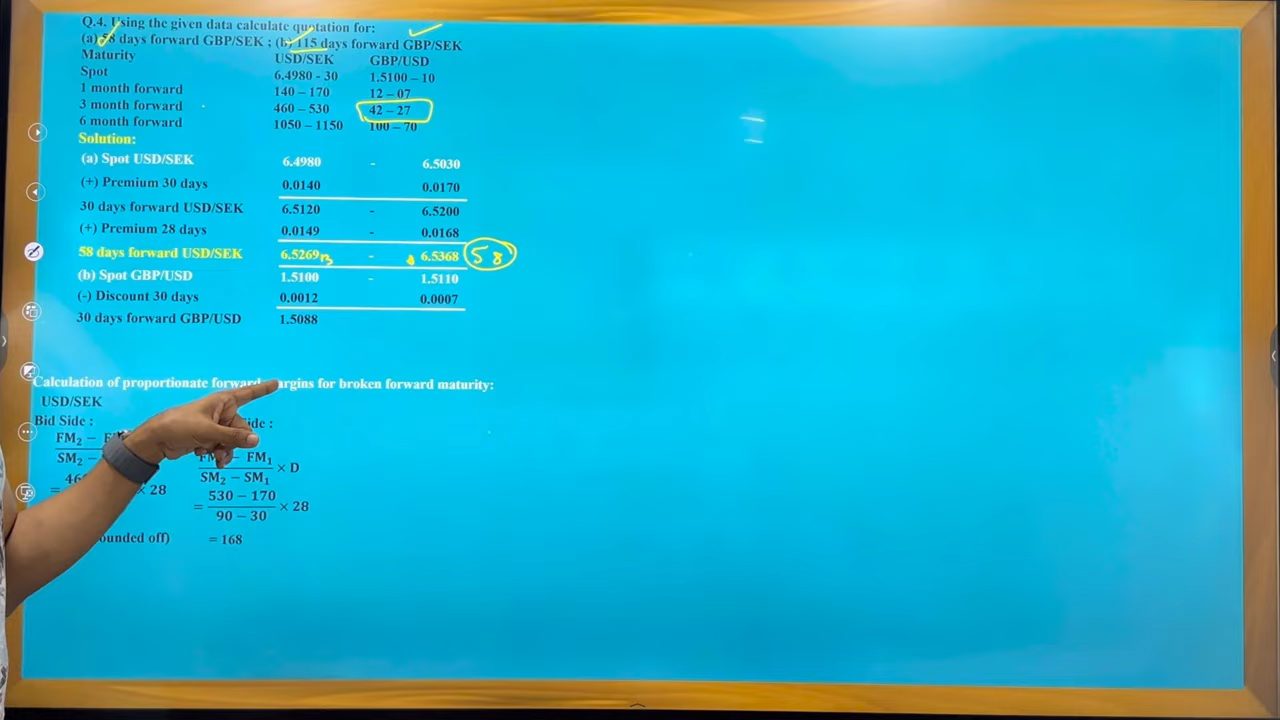 Q.4. Using the given data calculate quotation for:
(a) 58 days forward GBP/SEK ; (b) 115 days forward GBP/SEK
Maturity USD/SEK GBP/USD
Spot 6.4980 - 30 1.5100 – 10
1 month forward 140 – 170 12 – 07
3 month forward 460 – 530 42 – 27
6 month forward 1050 – 1150 100 – 70
Solution:
(a) Spot USD/SEK 6.4980 - 6.5030
(+) Premium 30 days 0.0140 0.0170
30 days forward USD/SEK 6.5120 - 6.5200
(+) Premium 28 days 0.0149 - 0.0168
58 days forward USD/SEK 6.5269 - 6.5368 58
(b) Spot GBP/USD 1.5100 - 1.5110
(-) Discount 30 days 0.0012 0.0007
30 days forward GBP/USD 1.5088
Calculation of proportionate forward margins for broken forward maturity:
USD/SEK
Bid Side : ide :
FM₂ – FM₂ – FM₁
SM₂ – SM₂ – SM₁ × D
= 46 × 28 = 530 – 170
90 – 30 × 28
ounded off) = 168